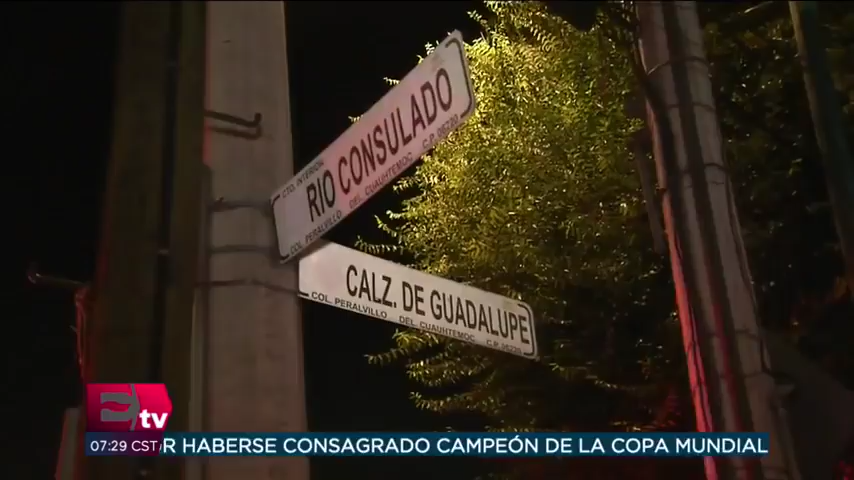 CTO. INTERIOR
RIO CONSULADO
COL. PERALVILLO DEL. CUAUHTEMOC C.P. 06220
CALZ. DE GUADALUPE
COL. PERALVILLO DEL. CUAUHTEMOC C.P. 06220
tv
07:29 CST
R HABERSE CONSAGRADO CAMPEÓN DE LA COPA MUNDIAL